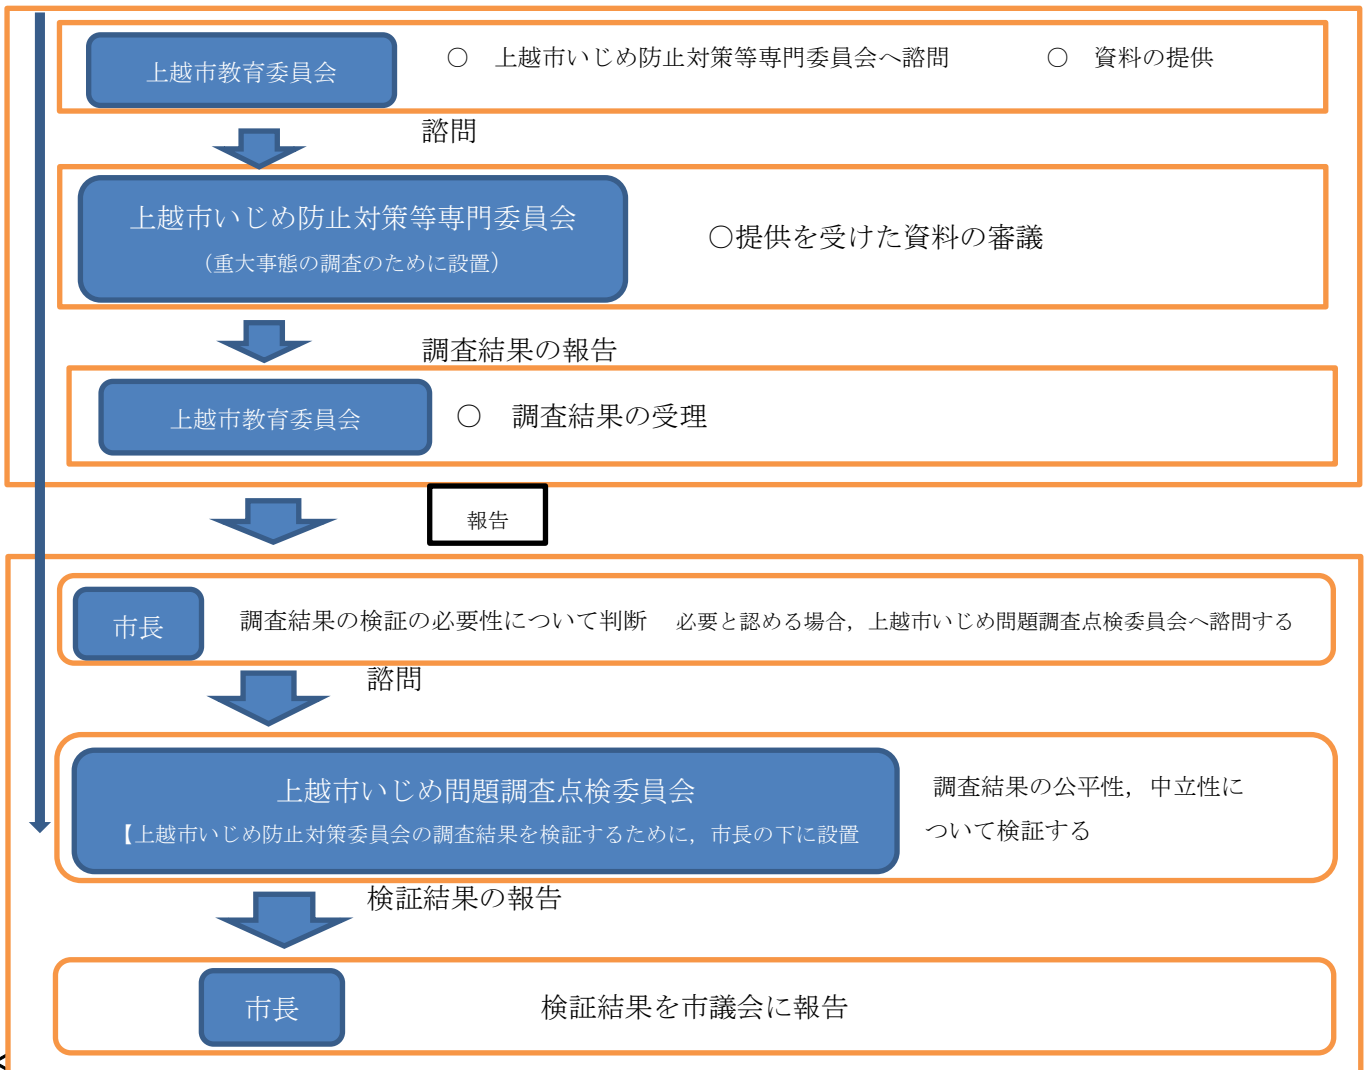 上越市教育委員会
○ 上越市いじめ防止対策等専門委員会へ諮問 ○ 資料の提供
諮問
上越市いじめ防止対策等専門委員会
（重大事態の調査のために設置）
○提供を受けた資料の審議
調査結果の報告
上越市教育委員会
○ 調査結果の受理
報告
市長
調査結果の検証の必要性について判断 必要と認める場合，上越市いじめ問題調査点検委員会へ諮問する
諮問
上越市いじめ問題調査点検委員会
【上越市いじめ防止対策委員会の調査結果を検証するために，市長の下に設置
調査結果の公平性，中立性に
ついて検証する
検証結果の報告
市長
検証結果を市議会に報告